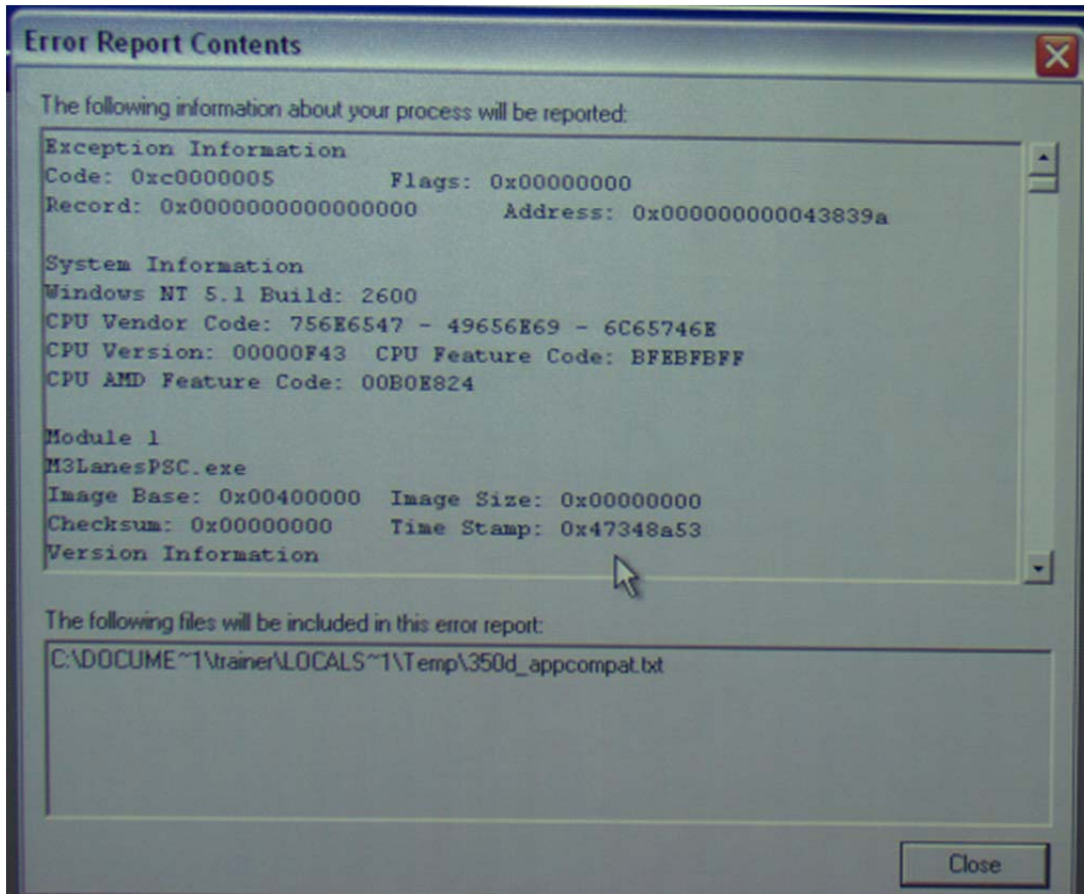 Error Report Contents
The following information about your process will be reported:
Exception Information
Code: 0xc0000005 Flags: 0x00000000
Record: 0x0000000000000000 Address: 0x000000000043839a
System Information
Windows NT 5.1 Build: 2600
CPU Vendor Code: 756E6547 - 49656E69 - 6C65746E
CPU Version: 00000F43 CPU Feature Code: BFEBFBFF
CPU AMD Feature Code: 00B0E824
Module 1
M3LanesPSC.exe
Image Base: 0x00400000 Image Size: 0x00000000
Checksum: 0x00000000 Time Stamp: 0x47348a53
Version Information
The following files will be included in this error report:
C:\DOCUME~1\trainer\LOCALS~1\Temp\350d_appcompat.txt
Close